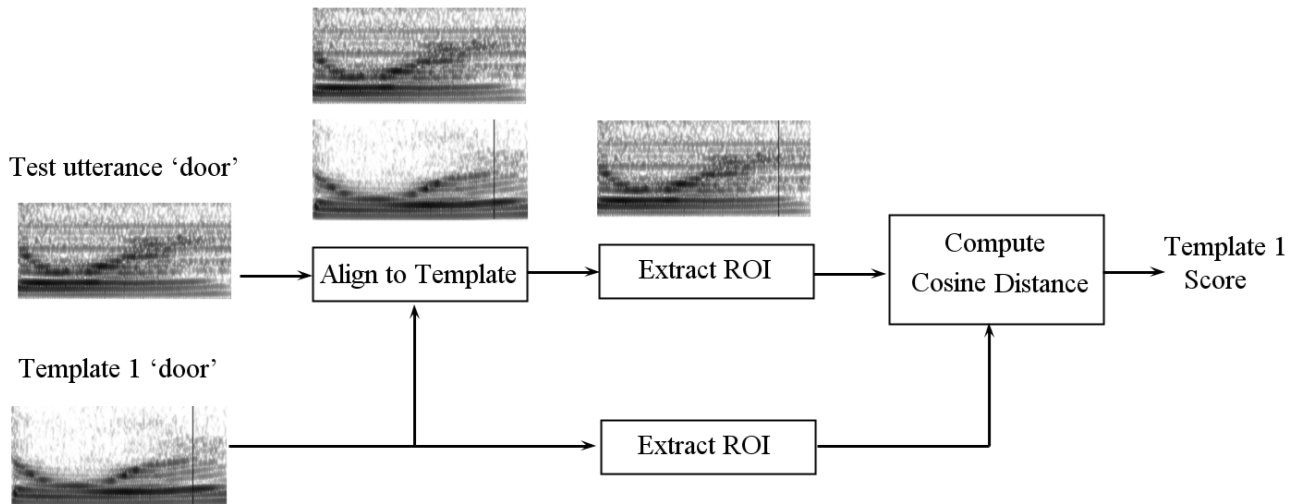 Test utterance ‘door’
Align to Template
Extract ROI
Compute
Cosine Distance
Template 1
Score
Template 1 ‘door’
Extract ROI